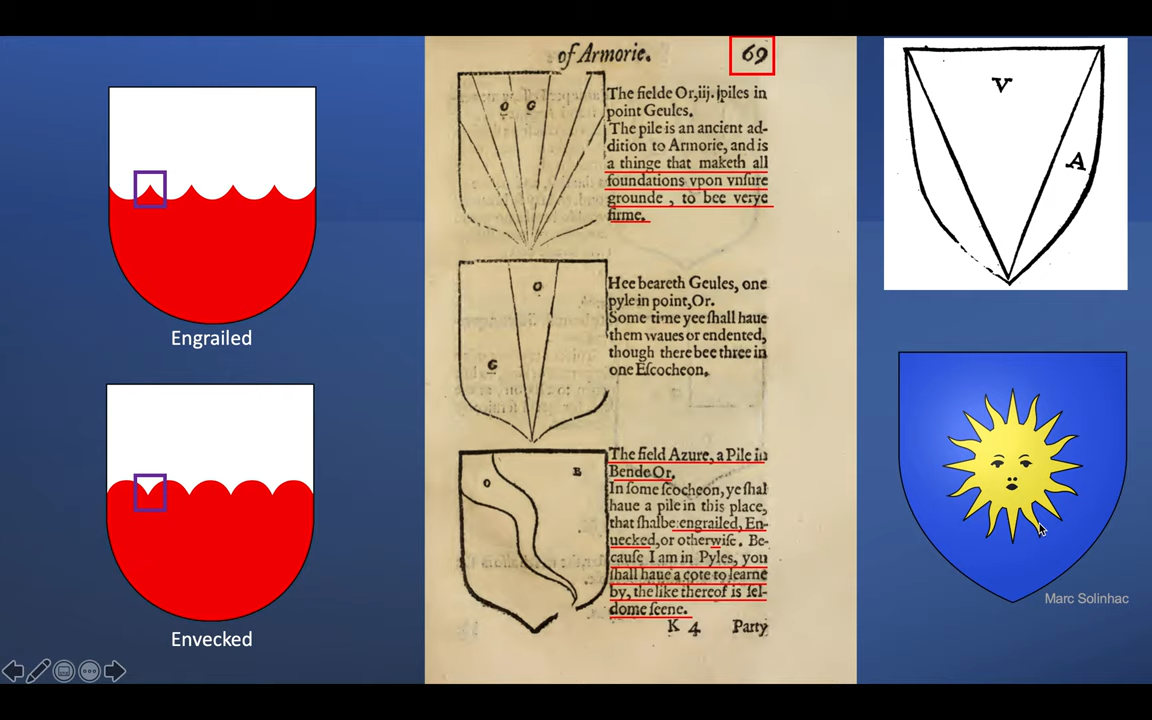 Engrailed
Envecked
of Armorie.
69
O G
The fielde Or,iij. piles in
point Geules.
The pile is an ancient ad-
dition to Armorie, and is
a thinge that maketh all
foundations vpon vnſure
grounde , to bee verye
firme.
O
G
Hee beareth Geules, one
pyle in point,Or.
Some time yee ſhall haue
them waues or endented,
though there bee three in
one Eſcocheon.
O
B
The field Azure, a Pile in
Bende Or.
In ſome ſcocheon, ye ſhal
haue a pile in this place,
that ſhalbe engrailed, En-
uecked,or otherwiſe. Be-
cauſe I am in Pyles, you
ſhall haue a cote to learne
by, the like thereof is ſel-
dome ſeene.
K 4 Party
V
A
Marc Solinhac